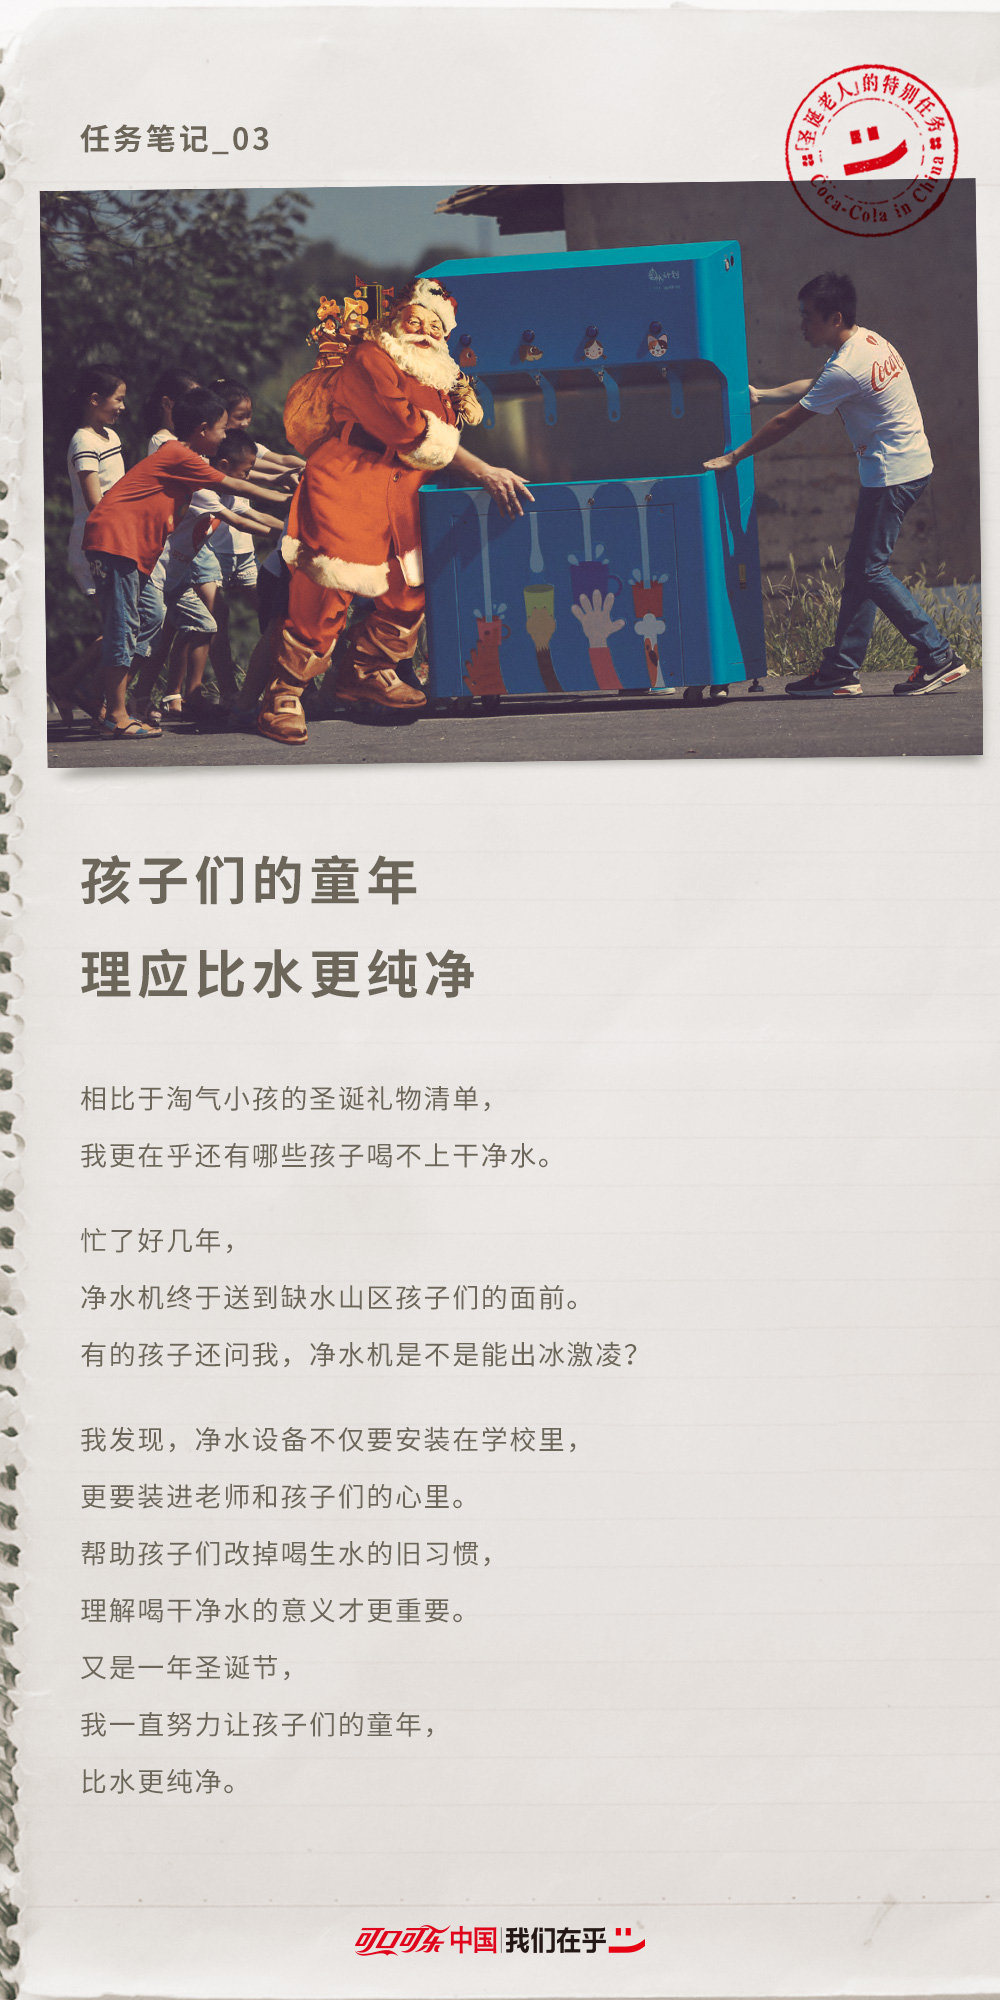 任务笔记_03
「圣诞老人」的特别任务
Coca-Cola in China
孩子们的童年
理应比水更纯净
相比于淘气小孩的圣诞礼物清单，
我更在乎还有哪些孩子喝不上干净水。
忙了好几年，
净水机终于送到缺水山区孩子们的面前。
有的孩子还问我，净水机是不是能出冰激凌？
我发现，净水设备不仅要安装在学校里，
更要装进老师和孩子们的心里。
帮助孩子们改掉喝生水的旧习惯，
理解喝干净水的意义才更重要。
又是一年圣诞节，
我一直努力让孩子们的童年，
比水更纯净。
可口可乐中国|我们在乎